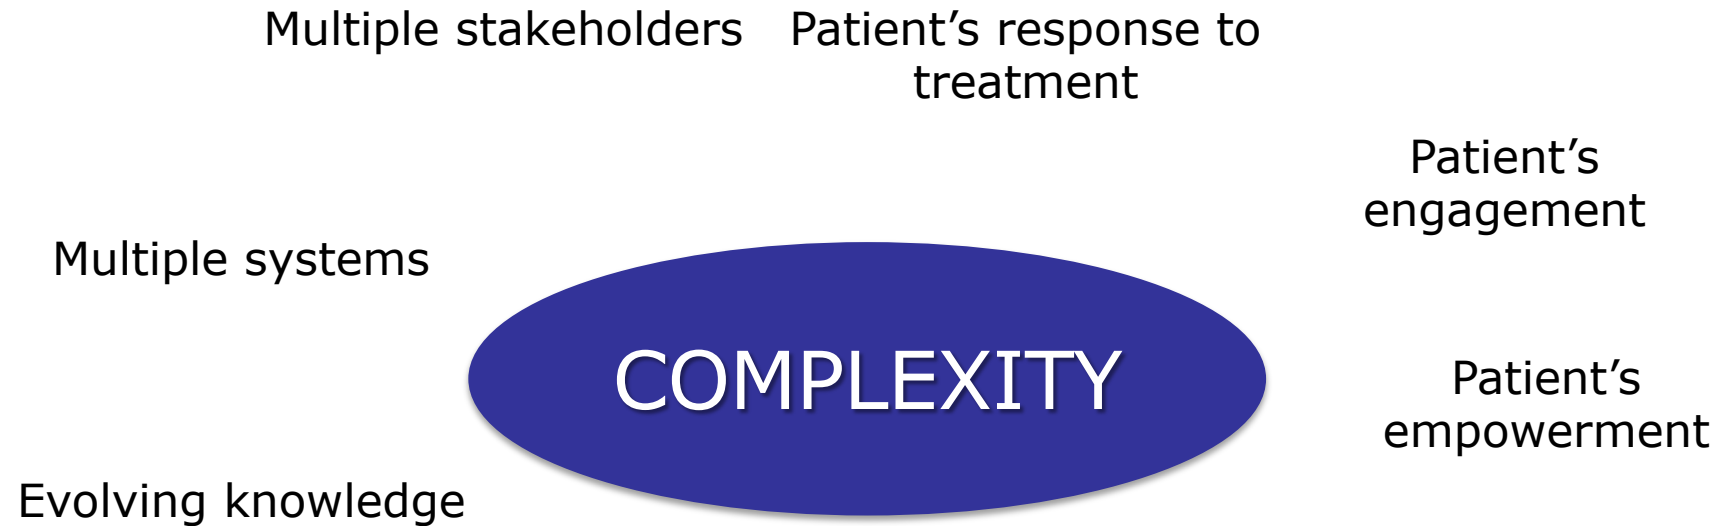 Multiple stakeholders
Patient’s response to
treatment
Patient’s
engagement
Multiple systems
COMPLEXITY
Patient’s
empowerment
Evolving knowledge